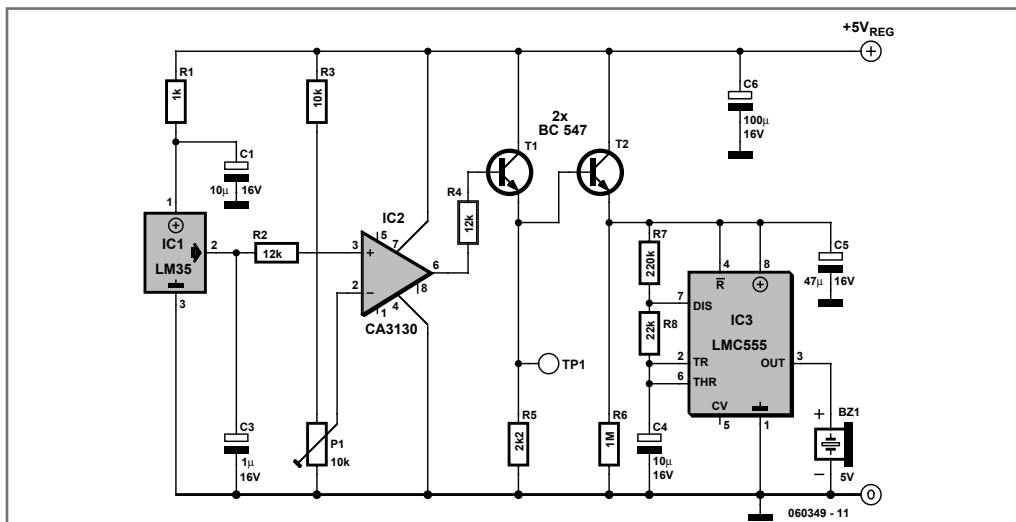 +5VREG
R1
1k
R3
10k
C1
10µ 16V
2x
BC 547
T1
T2
C6
100µ
16V
R4
12k
1
IC1
LM35
2
3
R2
12k
IC2
3
2
5
7
6
8
1
4
CA3130
R7
220k
R8
22k
4
R
8
7
DIS
IC3
LMC555
2
TR
6
THR
OUT
3
CV
5
1
C5
47µ 16V
TP1
C3
1µ
16V
P1
10k
R5
2k2
R6
1M
C4
10µ
16V
+
BZ1
–
5V
0
060349 - 11